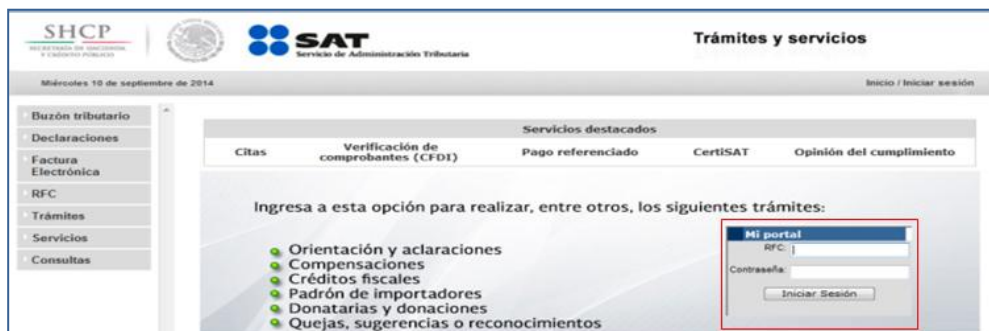 SHCP
SECRETARÍA DE HACIENDA
Y CRÉDITO PÚBLICO
SAT
Servicio de Administración Tributaria
Trámites y servicios
Miércoles 10 de septiembre de 2014
Inicio / Iniciar sesión
Buzón tributario
Declaraciones
Factura
Electrónica
RFC
Trámites
Servicios
Consultas
Servicios destacados
Citas
Verificación de
comprobantes (CFDI)
Pago referenciado
CertiSAT
Opinión del cumplimiento
Ingresa a esta opción para realizar, entre otros, los siguientes trámites:
Orientación y aclaraciones
Compensaciones
Créditos fiscales
Padrón de importadores
Donatarias y donaciones
Quejas, sugerencias o reconocimientos
Mi portal
RFC:
Contraseña:
Iniciar Sesión